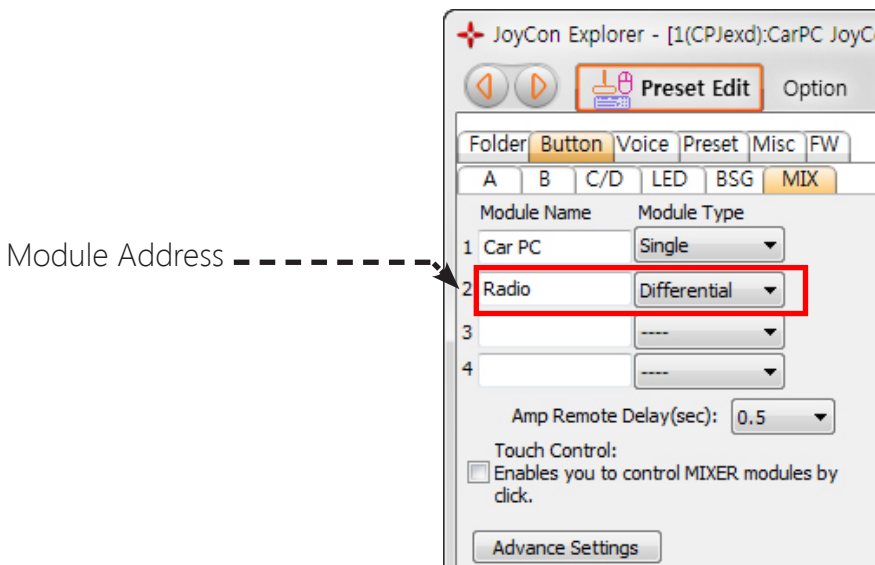 JoyCon Explorer - [1(CPJexd):CarPC JoyC
Preset Edit Option
Folder Button Voice Preset Misc FW
A B C/D LED BSG MIX
Module Name Module Type
1 Car PC Single
Module Address
2 Radio Differential
3 ----
4 ----
Amp Remote Delay(sec): 0.5
Touch Control:
Enables you to control MIXER modules by
click.
Advance Settings